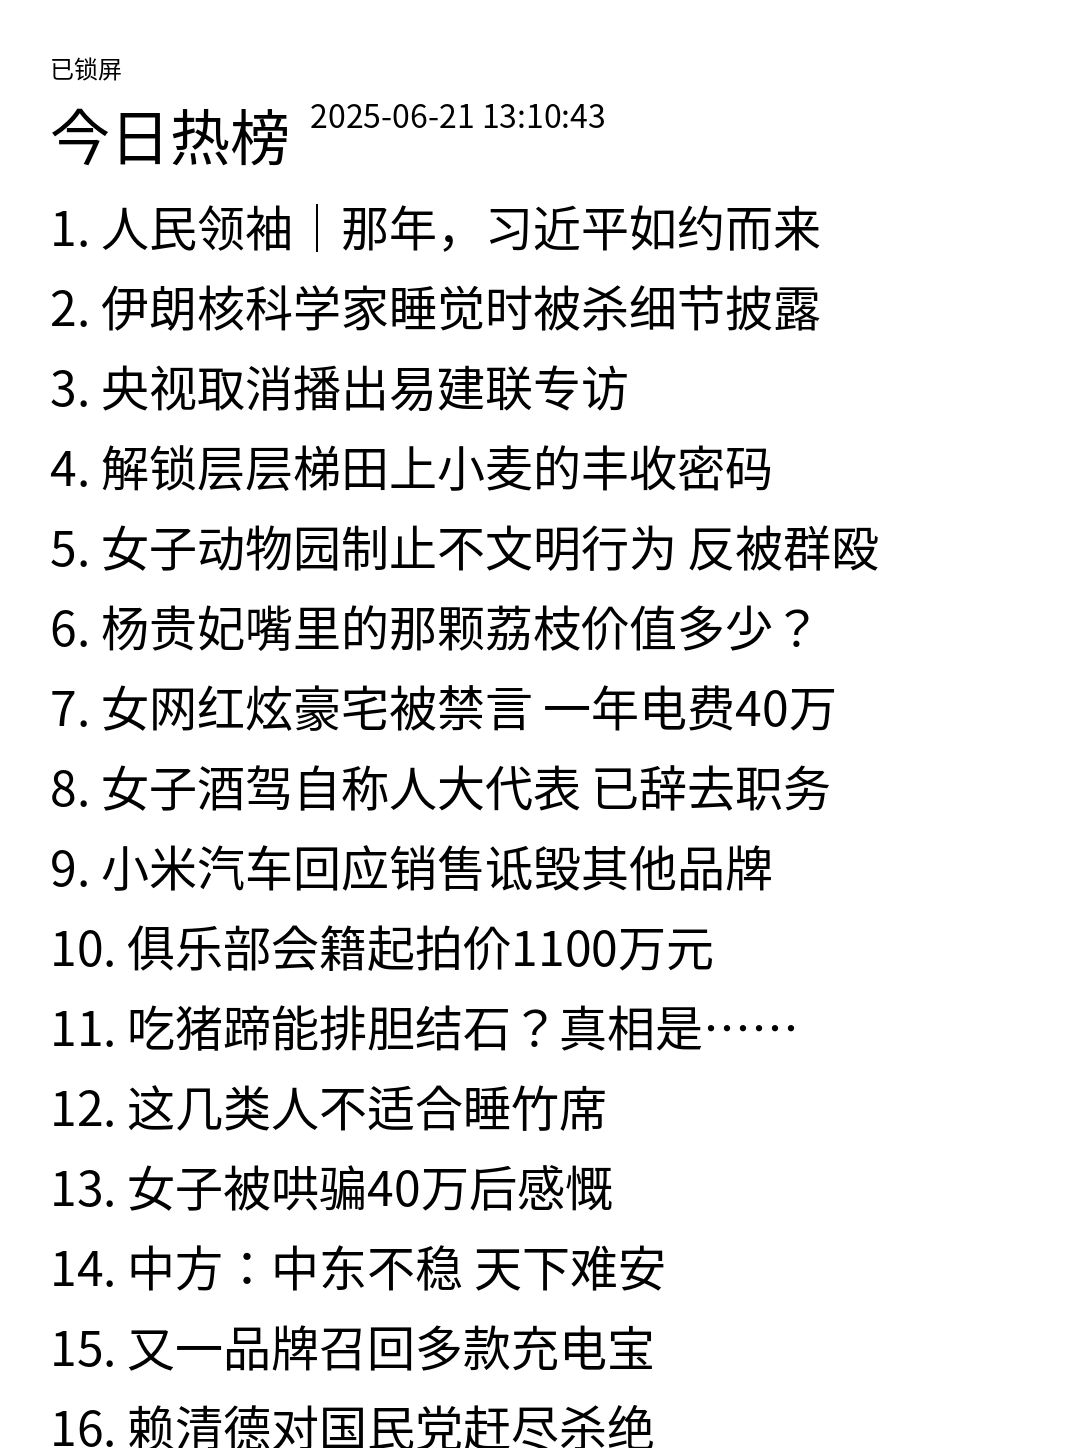 已锁屏
今日热榜 2025-06-21 13:10:43
1. 人民领袖｜那年，习近平如约而来
2. 伊朗核科学家睡觉时被杀细节披露
3. 央视取消播出易建联专访
4. 解锁层层梯田上小麦的丰收密码
5. 女子动物园制止不文明行为 反被群殴
6. 杨贵妃嘴里的那颗荔枝价值多少？
7. 女网红炫豪宅被禁言 一年电费40万
8. 女子酒驾自称人大代表 已辞去职务
9. 小米汽车回应销售诋毁其他品牌
10. 俱乐部会籍起拍价1100万元
11. 吃猪蹄能排胆结石？真相是……
12. 这几类人不适合睡竹席
13. 女子被哄骗40万后感慨
14. 中方：中东不稳 天下难安
15. 又一品牌召回多款充电宝
16. 赖清德对国民党赶尽杀绝